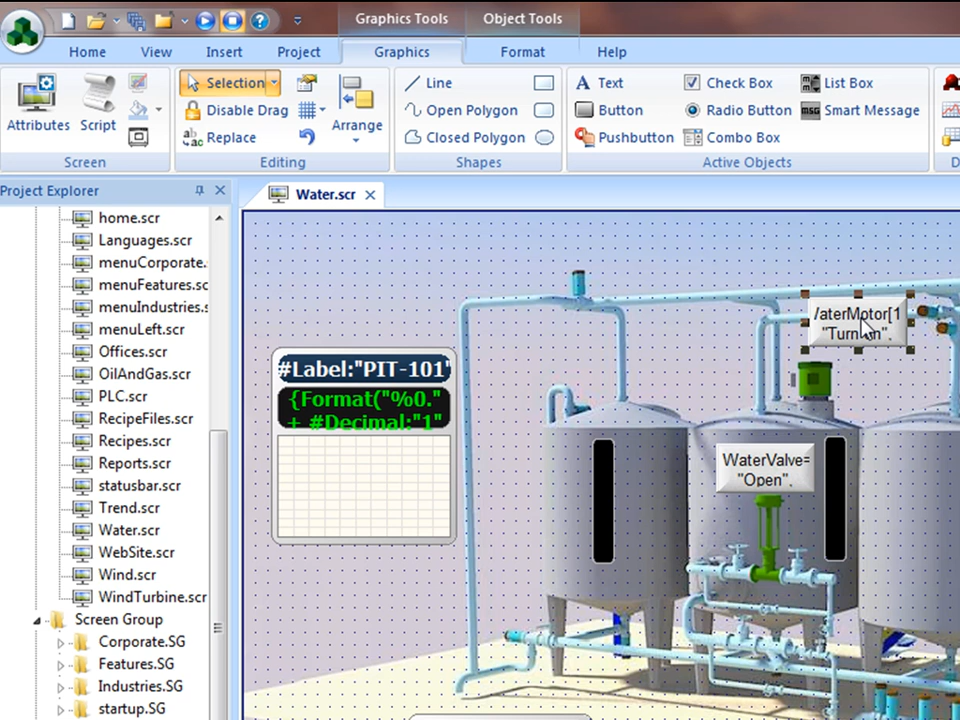 Graphics Tools Object Tools
Home View Insert Project Graphics Format Help
Attributes Script
Screen
Selection
Disable Drag
Replace
Arrange
Editing
Line
Open Polygon
Closed Polygon
Shapes
Text
Button
Pushbutton
Check Box
Radio Button
Combo Box
List Box
MSG Smart Message
Active Objects
Project Explorer
home.scr
Languages.scr
menuCorporate.
menuFeatures.sc
menuIndustries.s
menuLeft.scr
Offices.scr
OilAndGas.scr
PLC.scr
RecipeFiles.scr
Recipes.scr
Reports.scr
statusbar.scr
Trend.scr
Water.scr
WebSite.scr
Wind.scr
WindTurbine.scr
Screen Group
Corporate.SG
Features.SG
Industries.SG
startup.SG
Water.scr
#Label:"PIT-101"
{Format("%0."
+ #Decimal:"1"
/aterMotor[1
WaterValve=
"Open",